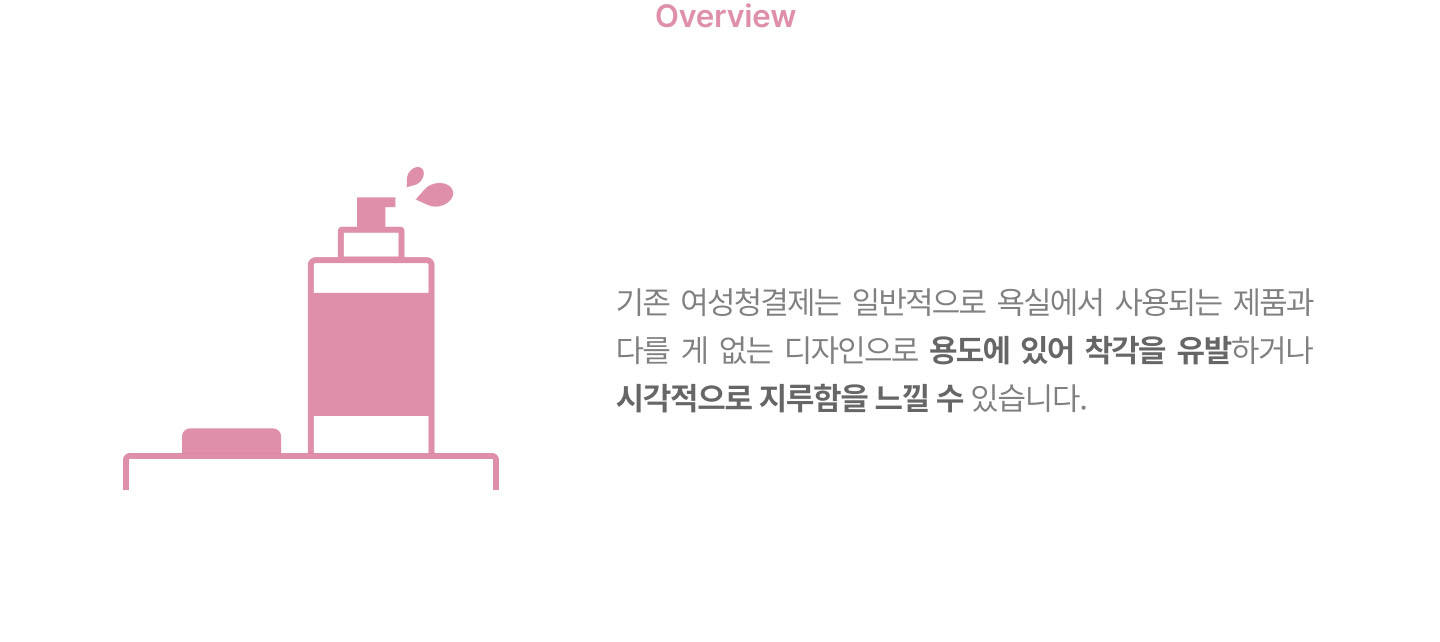 Overview
기존 여성청결제는 일반적으로 욕실에서 사용되는 제품과
다를 게 없는 디자인으로 용도에 있어 착각을 유발하거나
시각적으로 지루함을 느낄 수 있습니다.